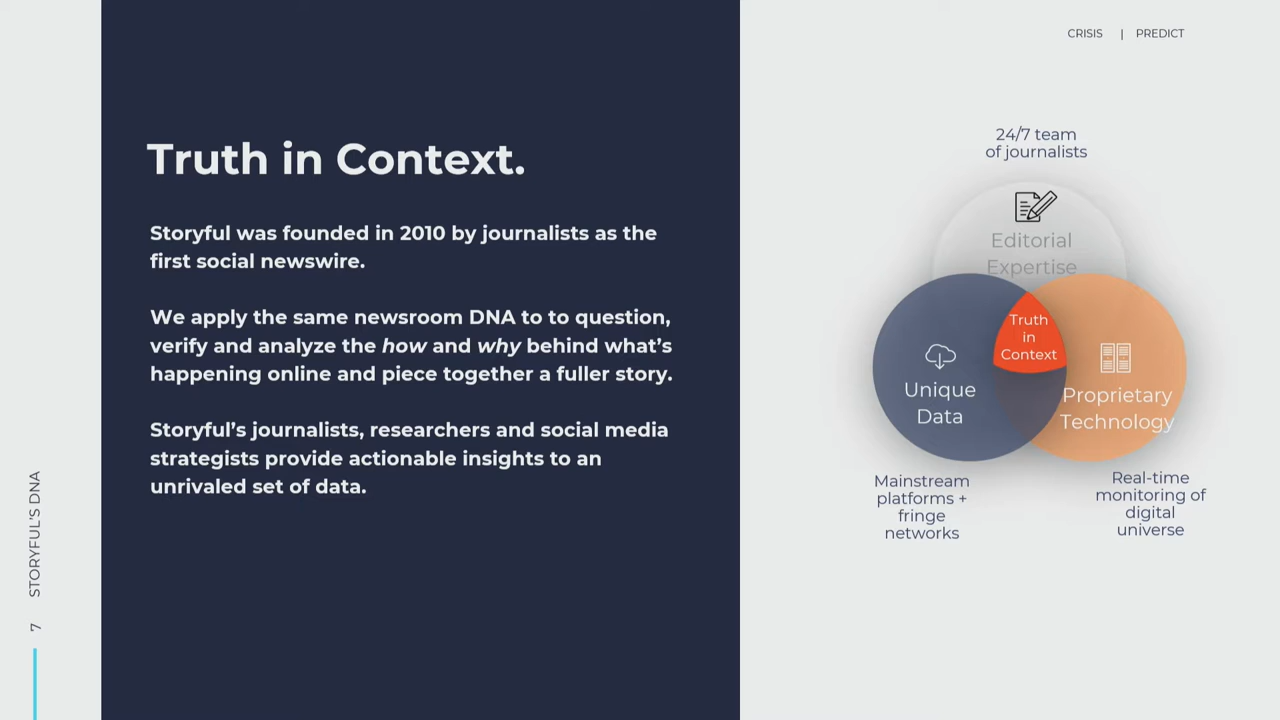 CRISIS | PREDICT
Truth in Context.
Storyful was founded in 2010 by journalists as the
first social newswire.
We apply the same newsroom DNA to to question,
verify and analyze the how and why behind what's
happening online and piece together a fuller story.
Storyful's journalists, researchers and social media
strategists provide actionable insights to an
unrivaled set of data.
24/7 team
of journalists
Editorial
Expertise
Truth
in
Context
Unique
Data
Proprietary
Technology
Mainstream
platforms +
fringe
networks
Real-time
monitoring of
digital
universe
7 STORYFUL'S DNA